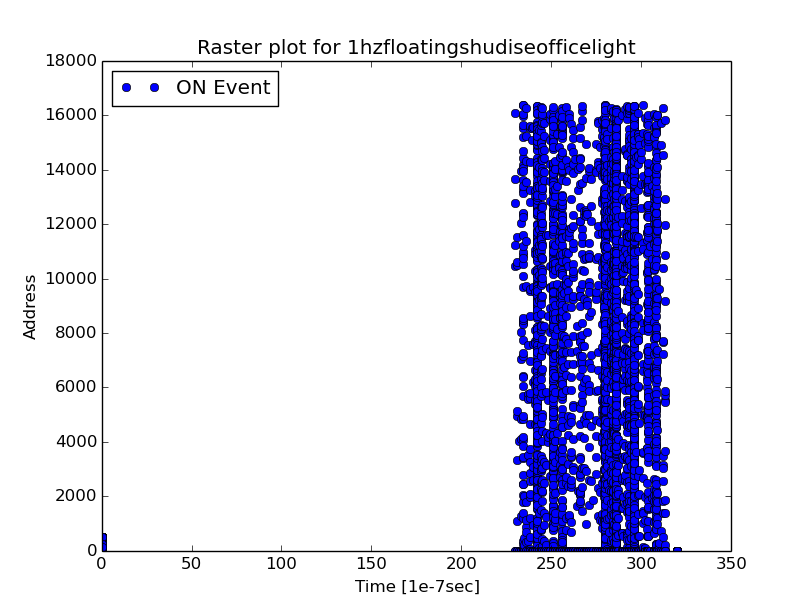 Raster plot for 1hzfloatingshudiseofficelight
ON Event
18000
16000
14000
12000
10000
8000
6000
4000
2000
0
Address
0 50 100 150 200 250 300 350
Time [1e-7sec]